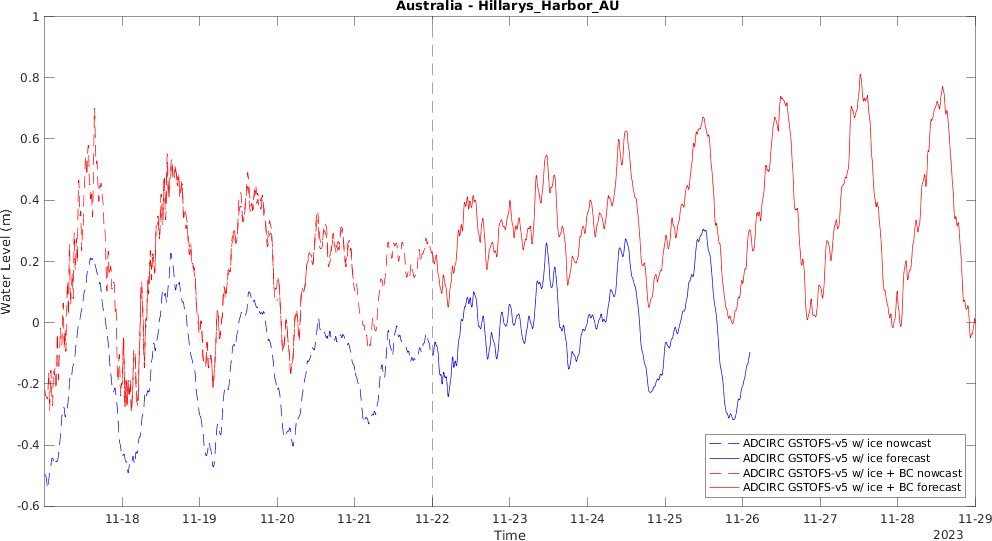 Australia - Hillarys_Harbor_AU
Water Level (m)
1
0.8
0.6
0.4
0.2
0
-0.2
-0.4
-0.6
ADCIRC GSTOFS-v5 w/ ice nowcast
ADCIRC GSTOFS-v5 w/ ice forecast
ADCIRC GSTOFS-v5 w/ ice + BC nowcast
ADCIRC GSTOFS-v5 w/ ice + BC forecast
11-18 11-19 11-20 11-21 11-22 11-23 11-24 11-25 11-26 11-27 11-28 11-29
Time
2023